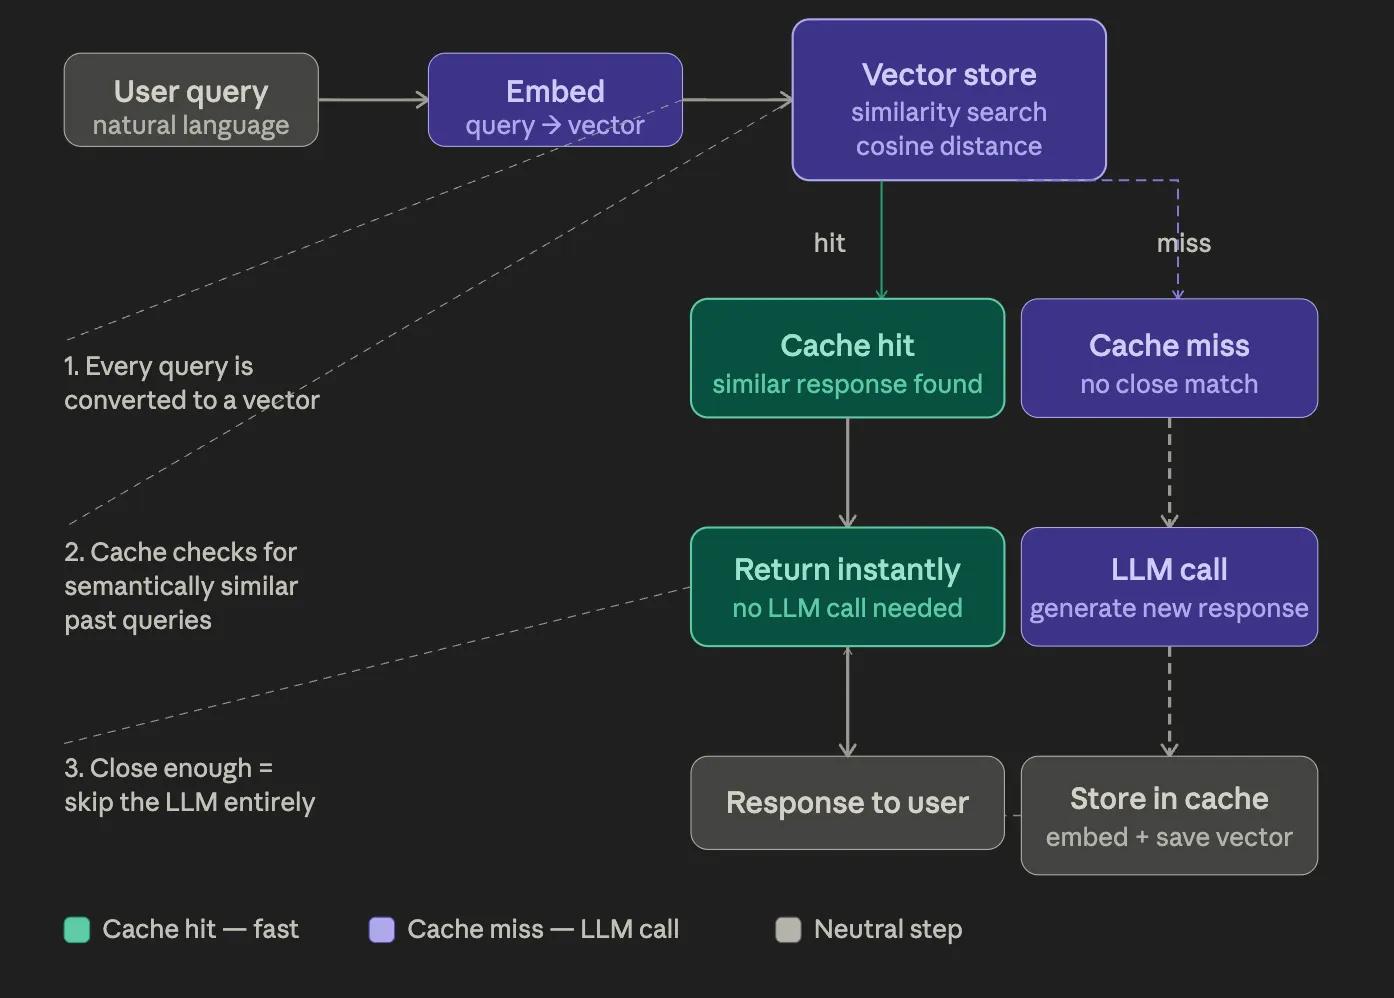 User query
natural language
Embed
query → vector
Vector store
similarity search
cosine distance
hit
miss
Cache hit
similar response found
Cache miss
no close match
1. Every query is
converted to a vector
2. Cache checks for
semantically similar
past queries
Return instantly
no LLM call needed
LLM call
generate new response
3. Close enough =
skip the LLM entirely
Response to user
Store in cache
embed + save vector
Cache hit — fast
Cache miss — LLM call
Neutral step